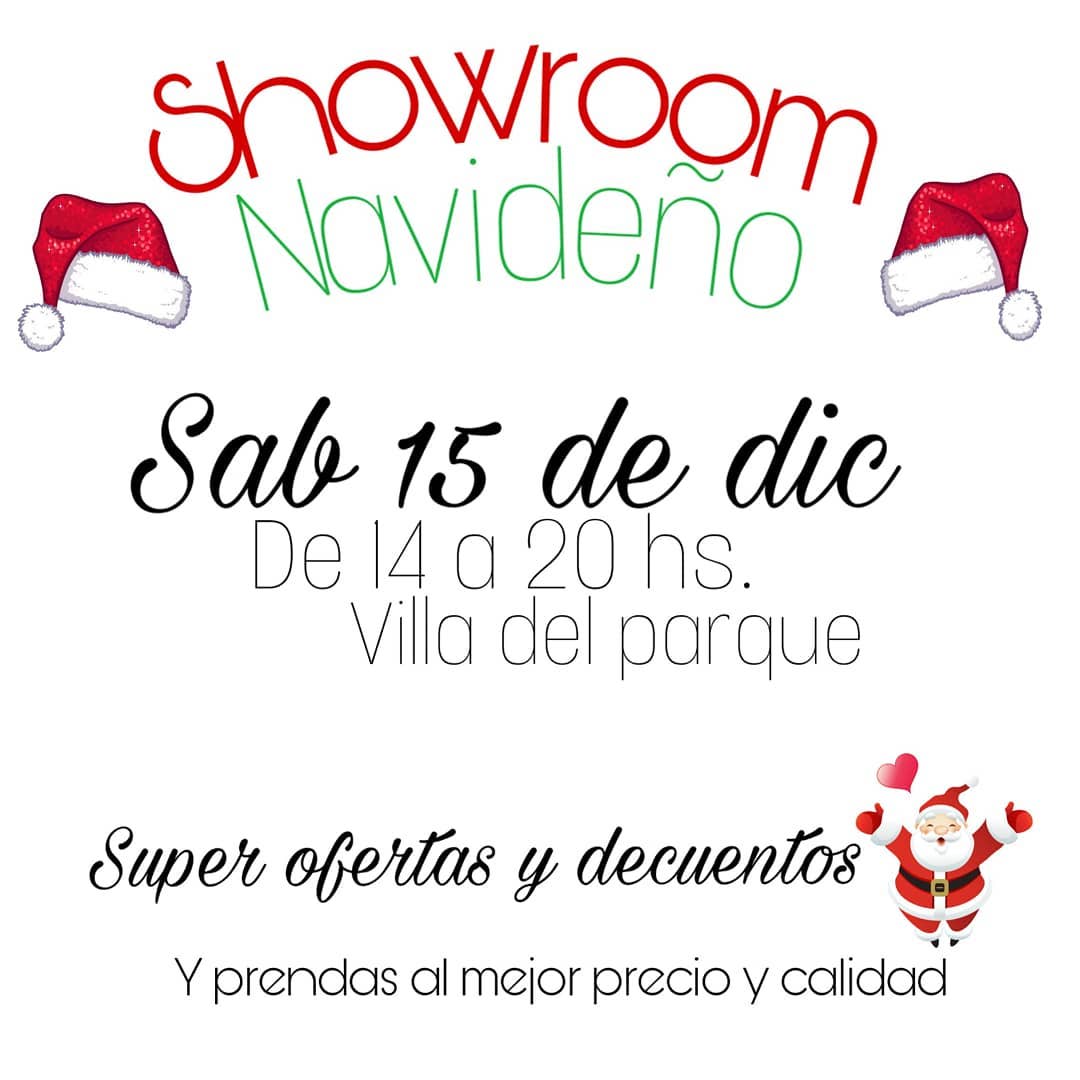 Showroom
Navideño
Sab 15 de dic
De 14 a 20 hs.
Villa del parque
Super ofertas y decuentos
Y prendas al mejor precio y calidad